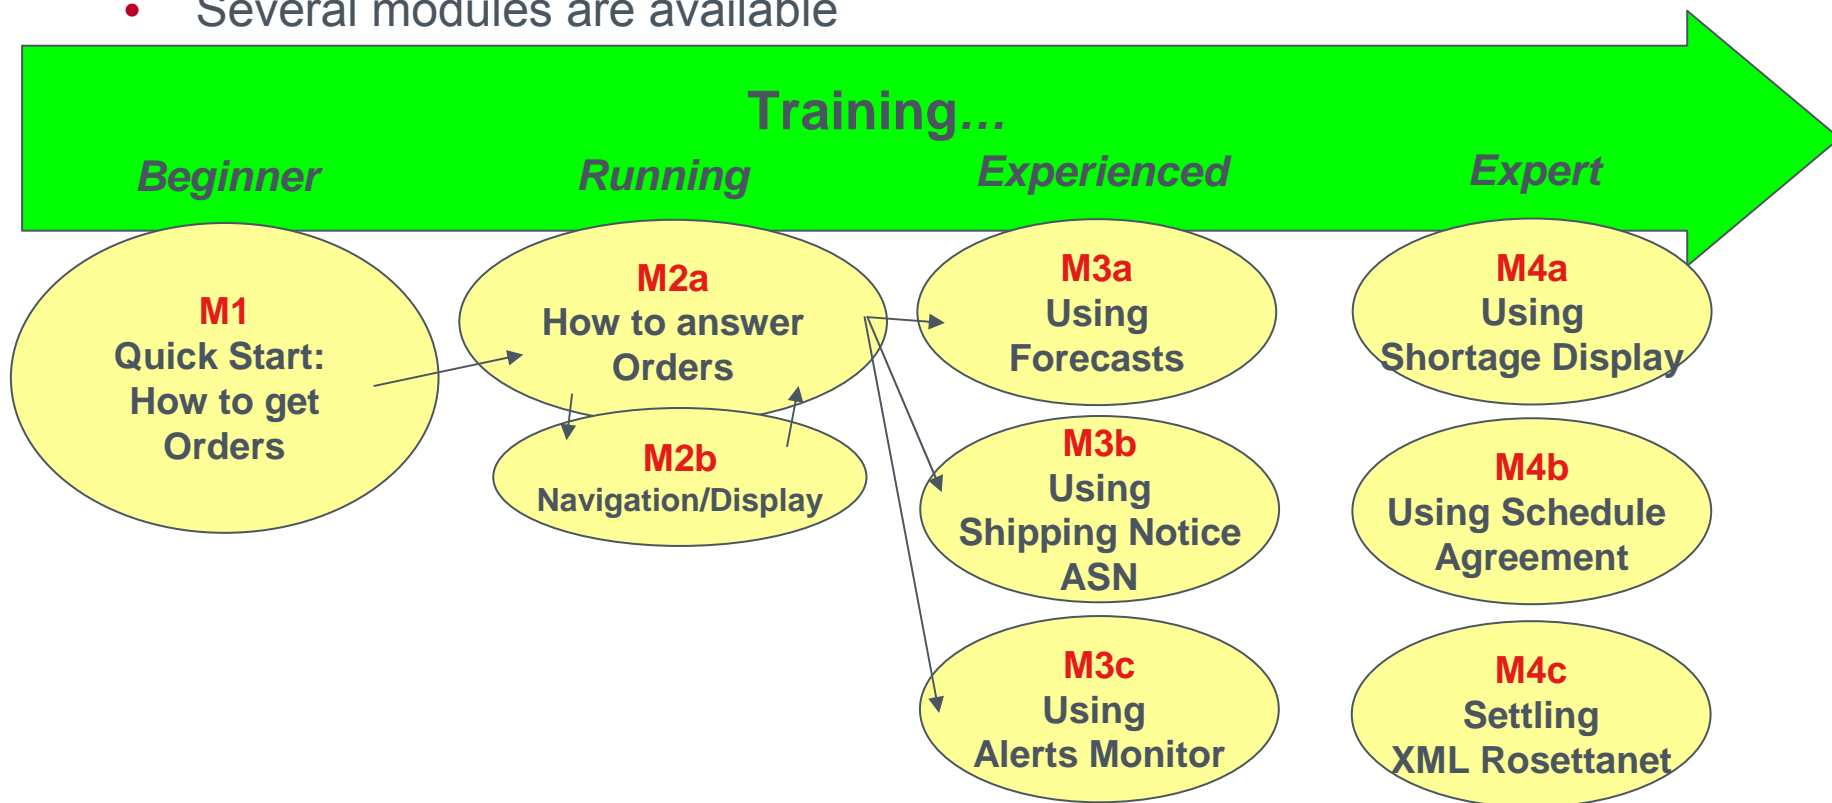 • Several modules are available
Training...
Beginner
Running
Experienced
Expert
M1
Quick Start:
How to get
Orders
M2a
How to answer
Orders
M2b
Navigation/Display
M3a
Using
Forecasts
M3b
Using
Shipping Notice
ASN
M3c
Using
Alerts Monitor
M4a
Using
Shortage Display
M4b
Using Schedule
Agreement
M4c
Settling
XML Rosettanet